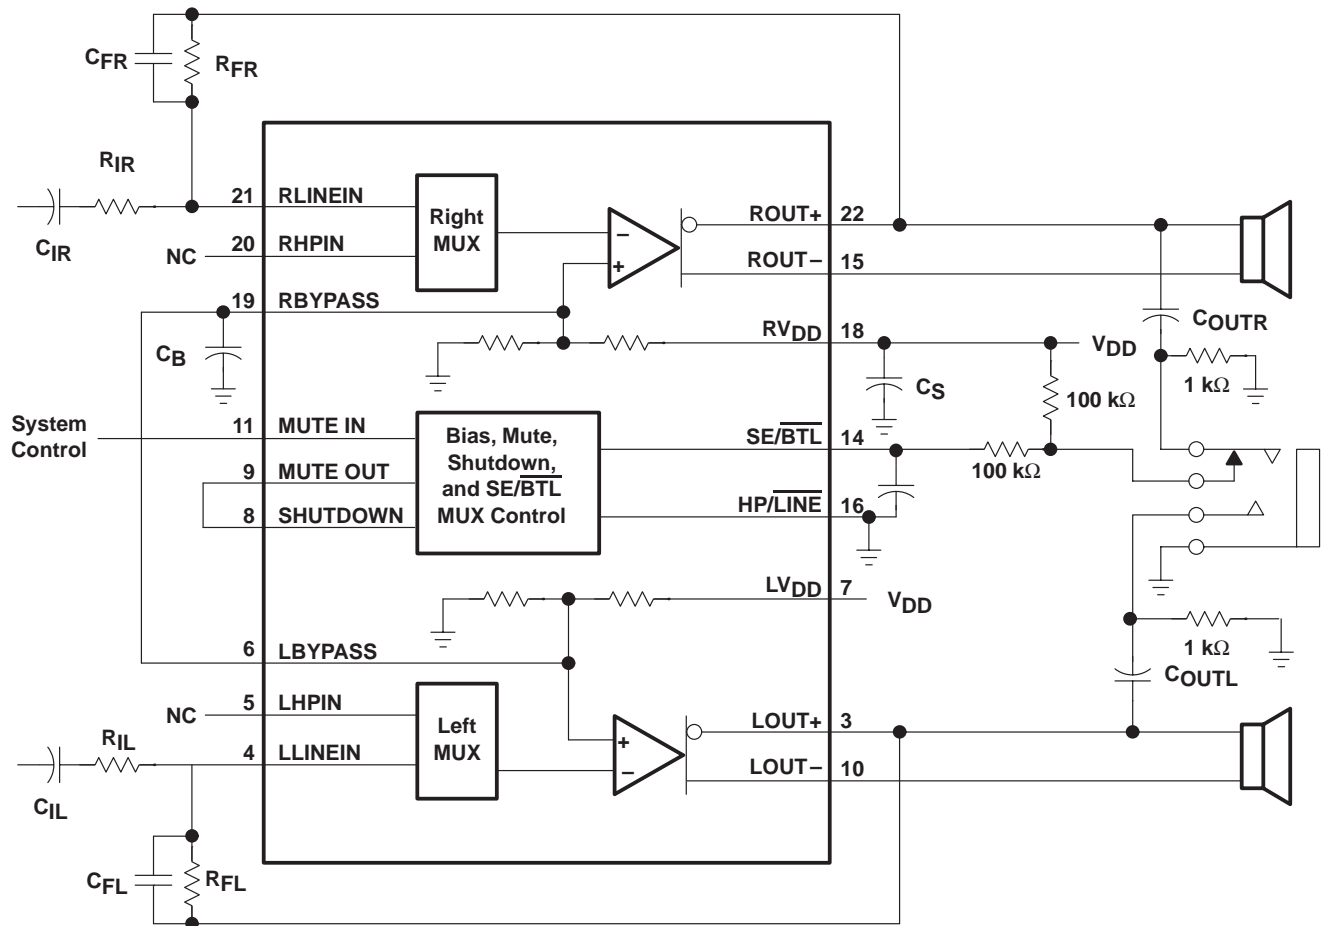 CFR
RFR
RIR
CIR
21 RLINEIN
NC 20 RHPIN
Right
MUX
−
+
ROUT+ 22
ROUT− 15
19 RBYPASS
CB
RVDD 18
VDD
CS
COUTR
1 kΩ
100 kΩ
100 kΩ
System
Control
11 MUTE IN
9 MUTE OUT
8 SHUTDOWN
Bias, Mute,
Shutdown,
and SE/BTL
MUX Control
SE/BTL 14
HP/LINE 16
LVDD 7
VDD
6 LBYPASS
1 kΩ
COUTL
NC 5 LHPIN
RIL
4 LLINEIN
CIL
Left
MUX
+
−
LOUT+ 3
LOUT− 10
CFL
RFL